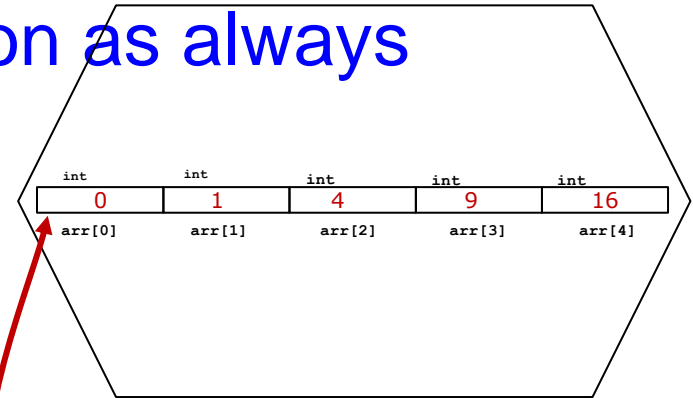 on as always
int int int int int
0 1 4 9 16
arr[0] arr[1] arr[2] arr[3] arr[4]